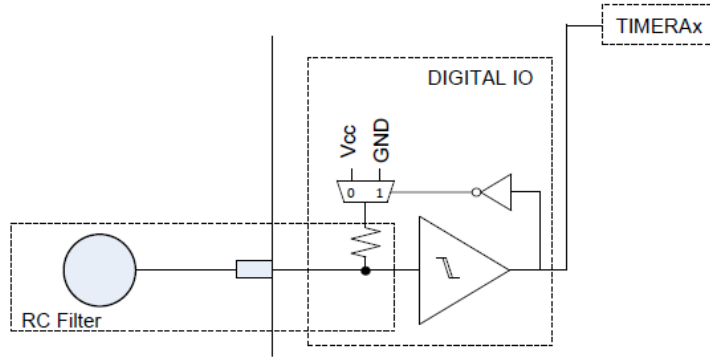 TIMERAx
DIGITAL IO
Vcc
GND
0 1
RC Filter